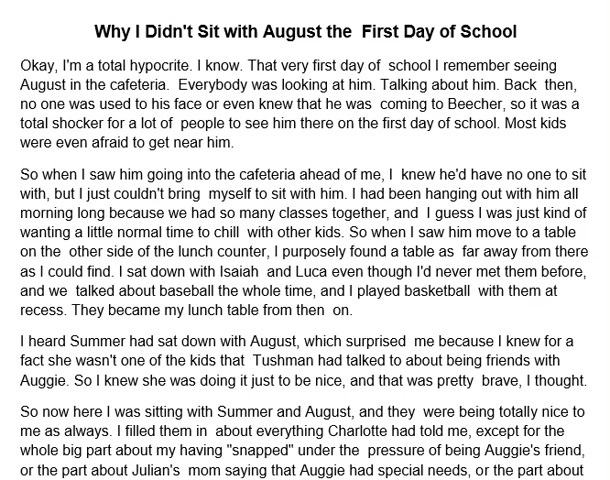 Why I Didn't Sit with August the  First Day of School
Okay, I'm a total hypocrite. I know. That very first day of  school I remember seeing
August in the cafeteria.  Everybody was looking at him. Talking about him. Back  then,
no one was used to his face or even knew that he was  coming to Beecher, so it was a
total shocker for a lot of  people to see him there on the first day of school. Most kids
were even afraid to get near him.
So when I saw him going into the cafeteria ahead of me, I  knew he'd have no one to sit
with, but I just couldn't bring  myself to sit with him. I had been hanging out with him all
morning long because we had so many classes together, and  I guess I was just kind of
wanting a little normal time to chill  with other kids. So when I saw him move to a table
on the  other side of the lunch counter, I purposely found a table as  far away from there
as I could find. I sat down with Isaiah  and Luca even though I'd never met them before,
and we  talked about baseball the whole time, and I played basketball  with them at
recess. They became my lunch table from then  on.
I heard Summer had sat down with August, which surprised  me because I knew for a
fact she wasn't one of the kids that  Tushman had talked to about being friends with
Auggie. So I knew she was doing it just to be nice, and that was pretty  brave, I thought.
So now here I was sitting with Summer and August, and they  were being totally nice to
me as always. I filled them in  about everything Charlotte had told me, except for the
whole big part about my having "snapped" under the  pressure of being Auggie's friend,
or the part about Julian's  mom saying that Auggie had special needs, or the part about